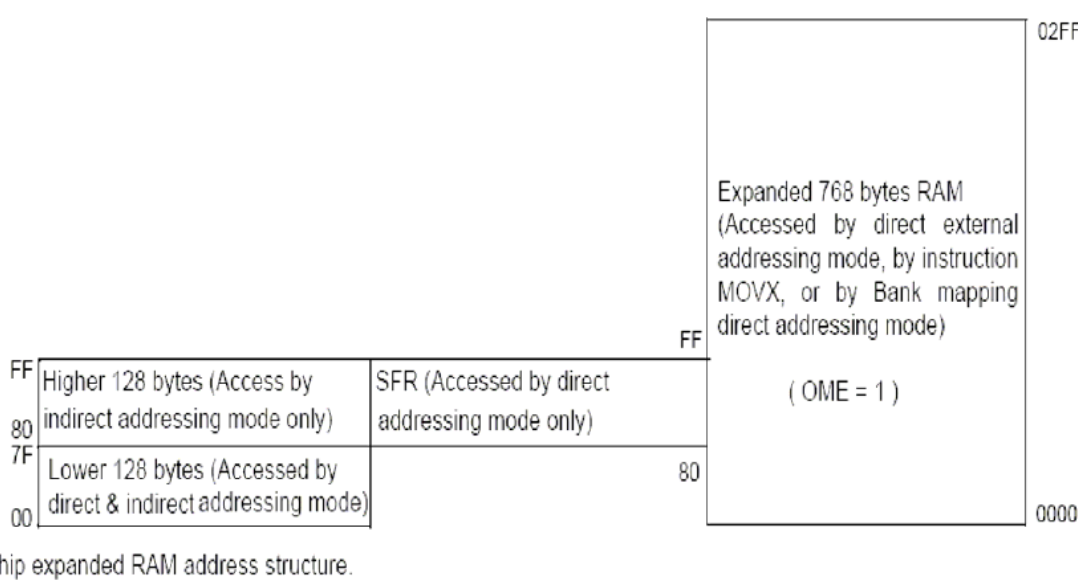 02FF
Expanded 768 bytes RAM
(Accessed by direct external
addressing mode, by instruction
MOVX, or by Bank mapping
direct addressing mode)
( OME = 1 )
FF
FF
Higher 128 bytes (Access by
indirect addressing mode only)
80
SFR (Accessed by direct
addressing mode only)
80
7F
Lower 128 bytes (Accessed by
direct & indirect addressing mode)
00
0000
hip expanded RAM address structure.